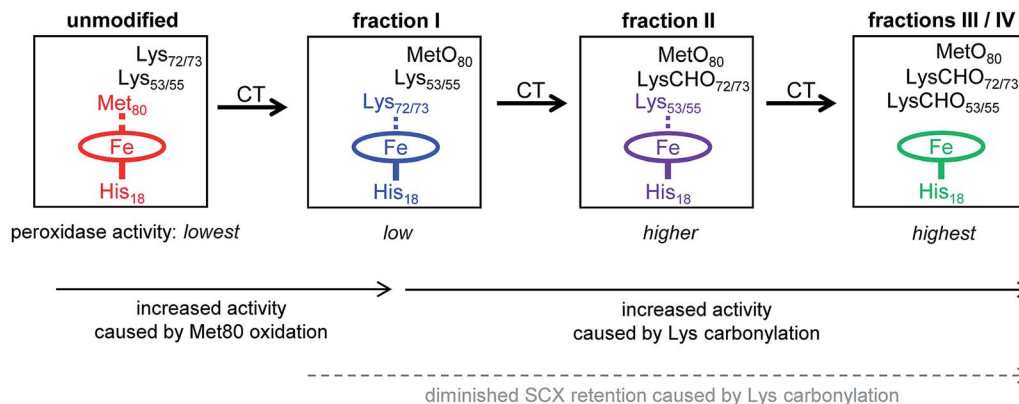 unmodified
fraction I
fraction II
fractions III / IV
Lys72/73
Lys53/55
Met80
Fe
His18
CT
MetO80
Lys53/55
Lys72/73
Fe
His18
CT
MetO80
LysCHO72/73
Lys53/55
Fe
His18
CT
MetO80
LysCHO72/73
LysCHO53/55
Fe
His18
peroxidase activity: lowest
low
higher
highest
increased activity
caused by Met80 oxidation
increased activity
caused by Lys carbonylation
diminished SCX retention caused by Lys carbonylation